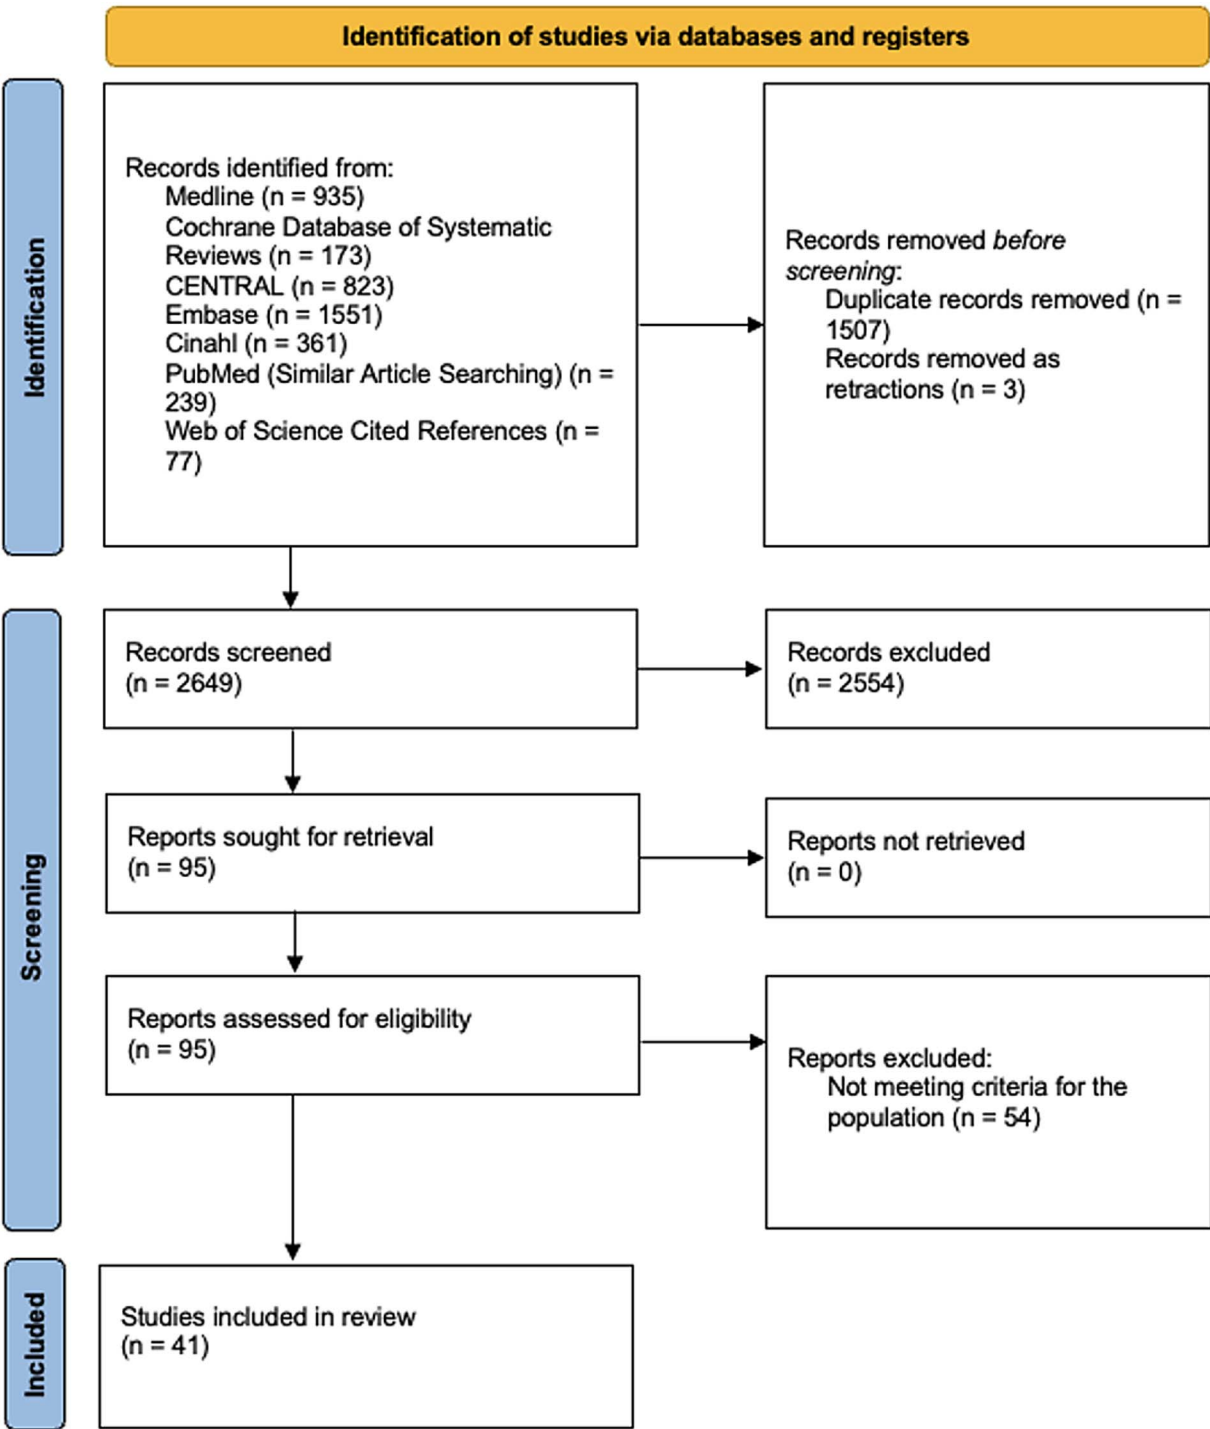 Identification of studies via databases and registers
Identification
Records identified from:
Medline (n = 935)
Cochrane Database of Systematic
Reviews (n = 173)
CENTRAL (n = 823)
Embase (n = 1551)
Cinahl (n = 361)
PubMed (Similar Article Searching) (n =
239)
Web of Science Cited References (n =
77)
Records removed before
screening:
Duplicate records removed (n =
1507)
Records removed as
retractions (n = 3)
Screening
Records screened
(n = 2649)
Records excluded
(n = 2554)
Reports sought for retrieval
(n = 95)
Reports not retrieved
(n = 0)
Reports assessed for eligibility
(n = 95)
Reports excluded:
Not meeting criteria for the
population (n = 54)
Included
Studies included in review
(n = 41)